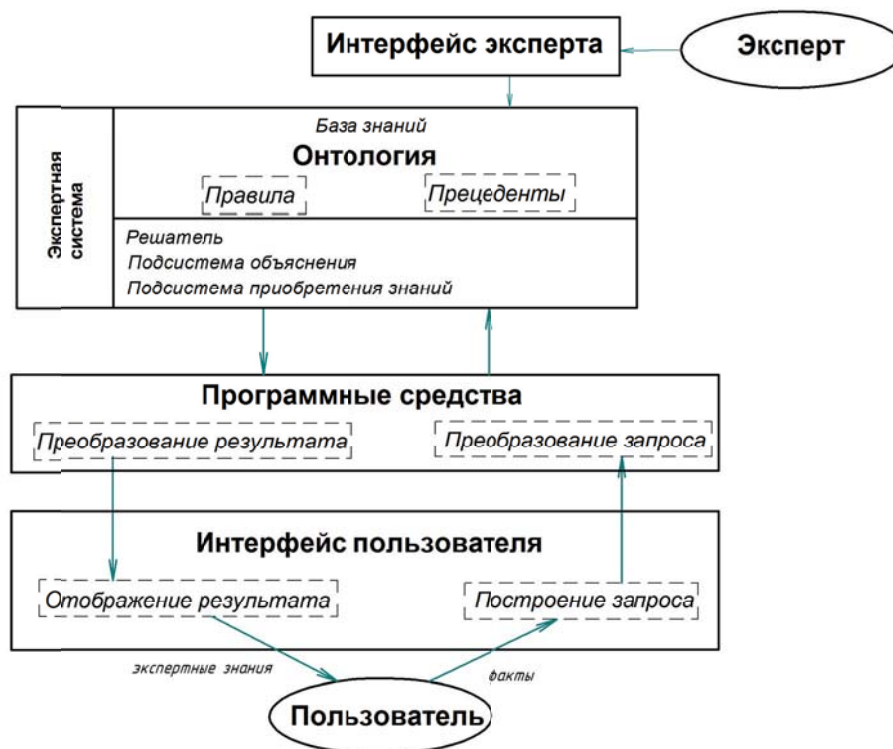 Интерфейс эксперта
Эксперт
Экспертная
система
База знаний
Онтология
Правила
Прецеденты
Решатель
Подсистема объяснения
Подсистема приобретения знаний
Программные средства
Преобразование результата
Преобразование запроса
Интерфейс пользователя
Отображение результата
Построение запроса
экспертные знания
факты
Пользователь